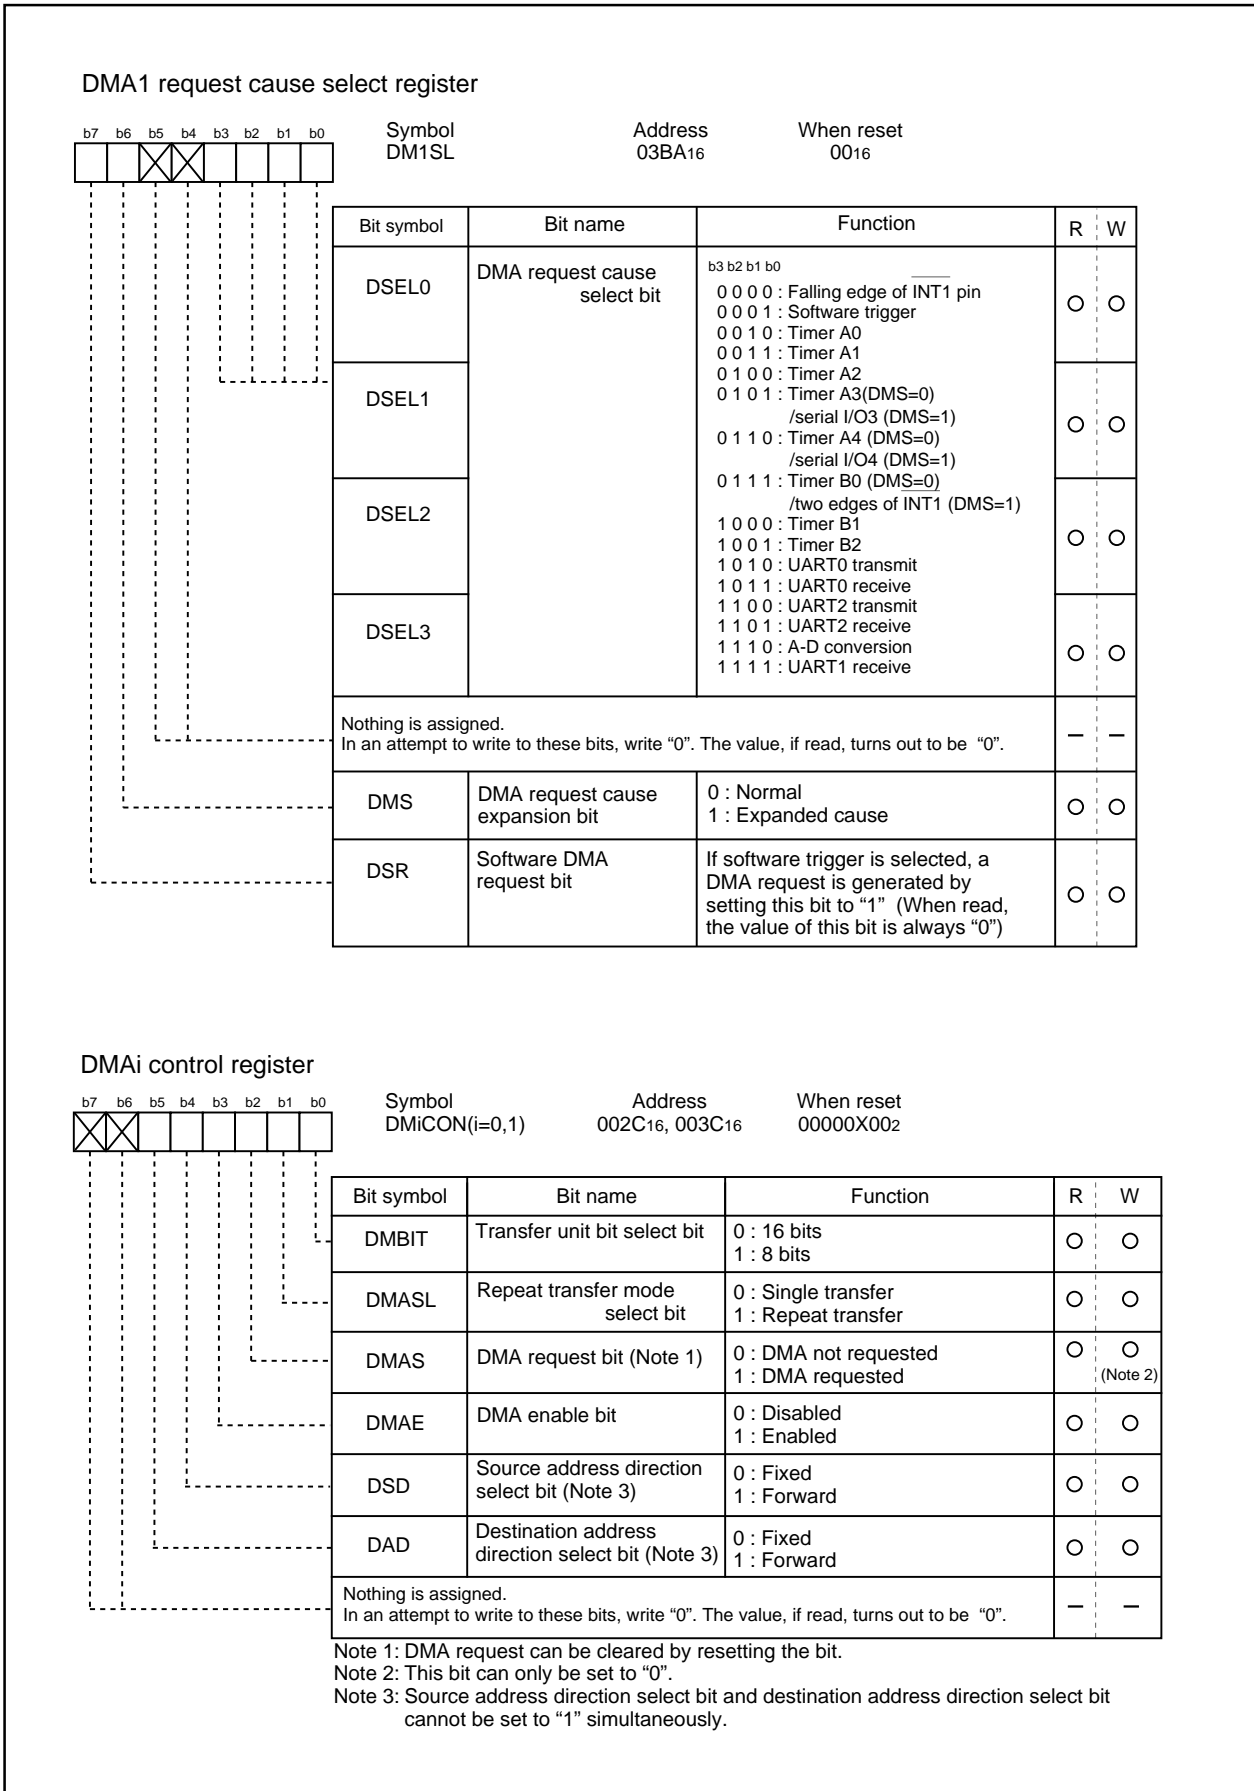 DMA1 request cause select register
b7 b6 b5 b4 b3 b2 b1 b0
Symbol Address When reset
DM1SL 03BA16 0016
Bit symbol Bit name Function R W
DSEL0 DMA request cause select bit
b3 b2 b1 b0
0 0 0 0 : Falling edge of INT1 pin
0 0 0 1 : Software trigger
0 0 1 0 : Timer A0
0 0 1 1 : Timer A1
0 1 0 0 : Timer A2
DSEL1
0 1 0 1 : Timer A3(DMS=0)
/serial I/O3 (DMS=1)
0 1 1 0 : Timer A4 (DMS=0)
/serial I/O4 (DMS=1)
0 1 1 1 : Timer B0 (DMS=0)
/two edges of INT1 (DMS=1)
DSEL2
1 0 0 0 : Timer B1
1 0 0 1 : Timer B2
1 0 1 0 : UART0 transmit
1 0 1 1 : UART0 receive
1 1 0 0 : UART2 transmit
DSEL3
1 1 0 1 : UART2 receive
1 1 1 0 : A-D conversion
1 1 1 1 : UART1 receive
Nothing is assigned.
In an attempt to write to these bits, write “0”. The value, if read, turns out to be “0”.
DMS DMA request cause expansion bit
0 : Normal
1 : Expanded cause
DSR Software DMA request bit
If software trigger is selected, a
DMA request is generated by
setting this bit to “1” (When read,
the value of this bit is always “0”)
DMAi control register
b7 b6 b5 b4 b3 b2 b1 b0
Symbol Address When reset
DMiCON(i=0,1) 002C16, 003C16 00000X002
Bit symbol Bit name Function R W
DMBIT Transfer unit bit select bit
0 : 16 bits
1 : 8 bits
DMASL Repeat transfer mode select bit
0 : Single transfer
1 : Repeat transfer
DMAS DMA request bit (Note 1)
0 : DMA not requested
1 : DMA requested
(Note 2)
DMAE DMA enable bit
0 : Disabled
1 : Enabled
DSD Source address direction select bit (Note 3)
0 : Fixed
1 : Forward
DAD Destination address direction select bit (Note 3)
0 : Fixed
1 : Forward
Nothing is assigned.
In an attempt to write to these bits, write “0”. The value, if read, turns out to be “0”.
Note 1: DMA request can be cleared by resetting the bit.
Note 2: This bit can only be set to “0”.
Note 3: Source address direction select bit and destination address direction select bit
cannot be set to “1” simultaneously.